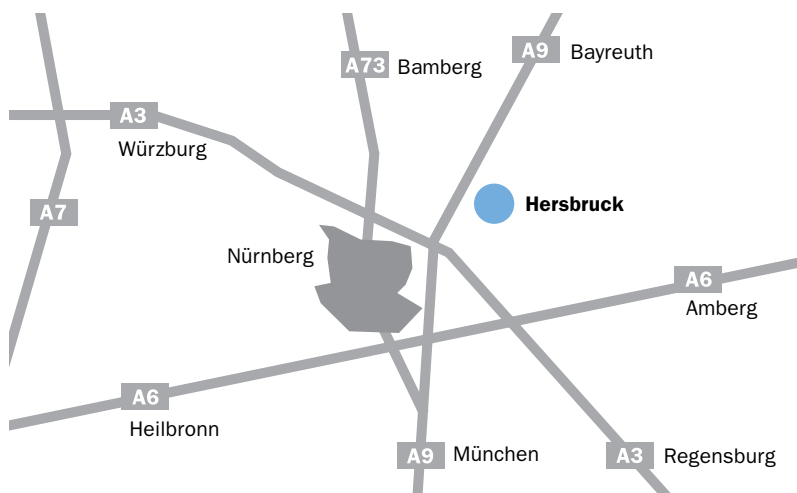 A9 Bayreuth
A73 Bamberg
A3
Würzburg
A7
Hersbruck
Nürnberg
A6
Amberg
A6
Heilbronn
A9 München
A3 Regensburg